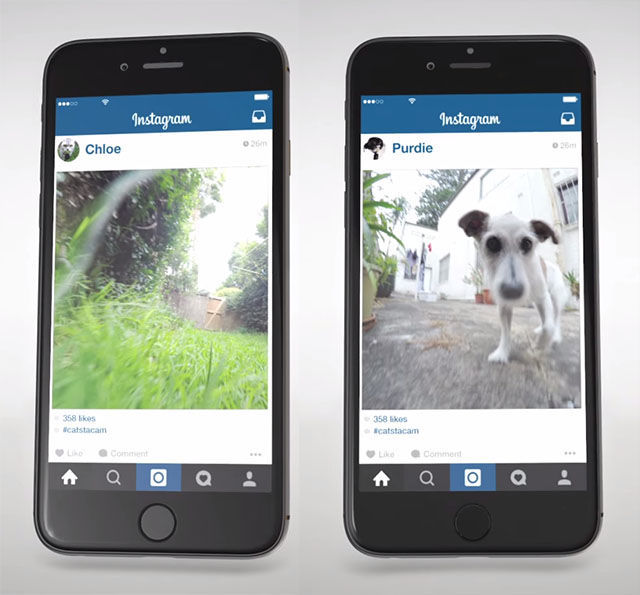 Instagram
Chloe
26m
358 likes
#catstacam
Like
Comment
Instagram
Purdie
26m
358 likes
#catstacam
Like
Comment